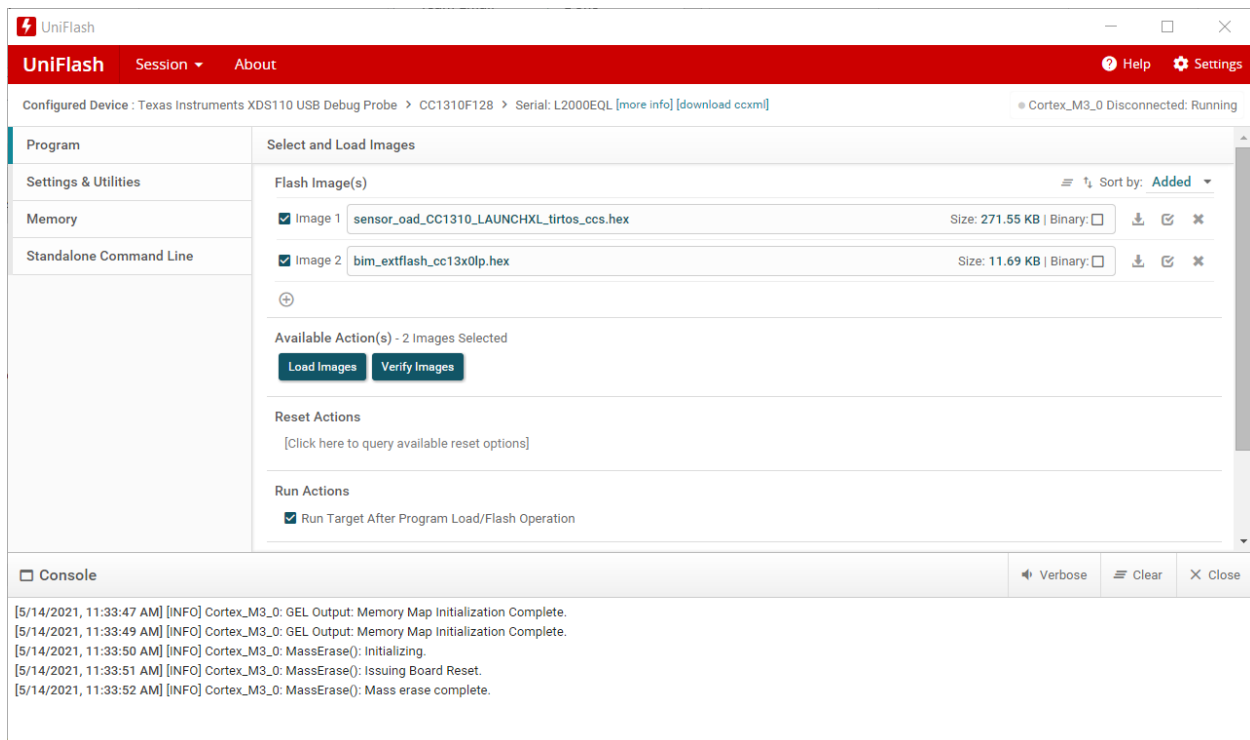 UniFlash
UniFlash Session About Help Settings
Configured Device : Texas Instruments XDS110 USB Debug Probe > CC1310F128 > Serial: L2000EQL [more info] [download ccxml] Cortex_M3_0 Disconnected: Running
Program
Settings & Utilities
Memory
Standalone Command Line
Select and Load Images
Flash Image(s) Sort by: Added
Image 1 sensor_oad_CC1310_LAUNCHXL_tirtos_ccs.hex Size: 271.55 KB | Binary:
Image 2 bim_extflash_cc13x0lp.hex Size: 11.69 KB | Binary:
Available Action(s) - 2 Images Selected
Load Images Verify Images
Reset Actions
[Click here to query available reset options]
Run Actions
Run Target After Program Load/Flash Operation
Console Verbose Clear Close
[5/14/2021, 11:33:47 AM] [INFO] Cortex_M3_0: GEL Output: Memory Map Initialization Complete.
[5/14/2021, 11:33:49 AM] [INFO] Cortex_M3_0: GEL Output: Memory Map Initialization Complete.
[5/14/2021, 11:33:50 AM] [INFO] Cortex_M3_0: MassErase(): Initializing.
[5/14/2021, 11:33:51 AM] [INFO] Cortex_M3_0: MassErase(): Issuing Board Reset.
[5/14/2021, 11:33:52 AM] [INFO] Cortex_M3_0: MassErase(): Mass erase complete.